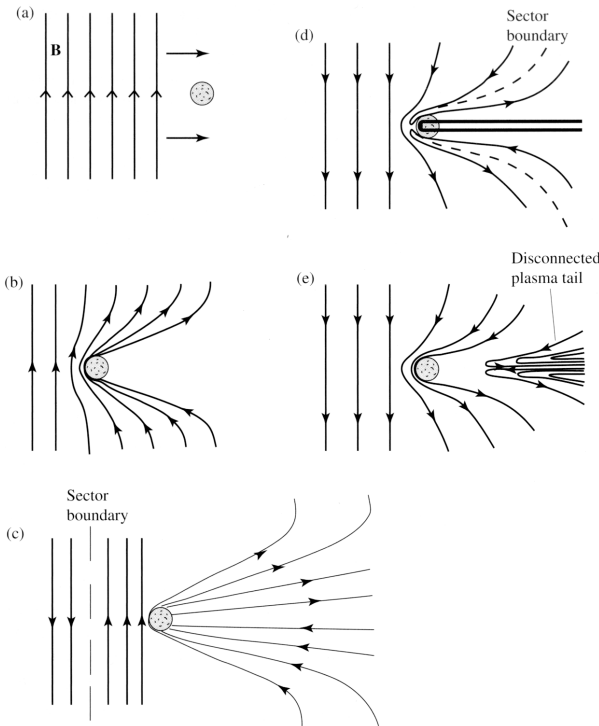 (a)
B
(b)
Sector
boundary
(c)
Sector
boundary
(d)
Disconnected
plasma tail
(e)